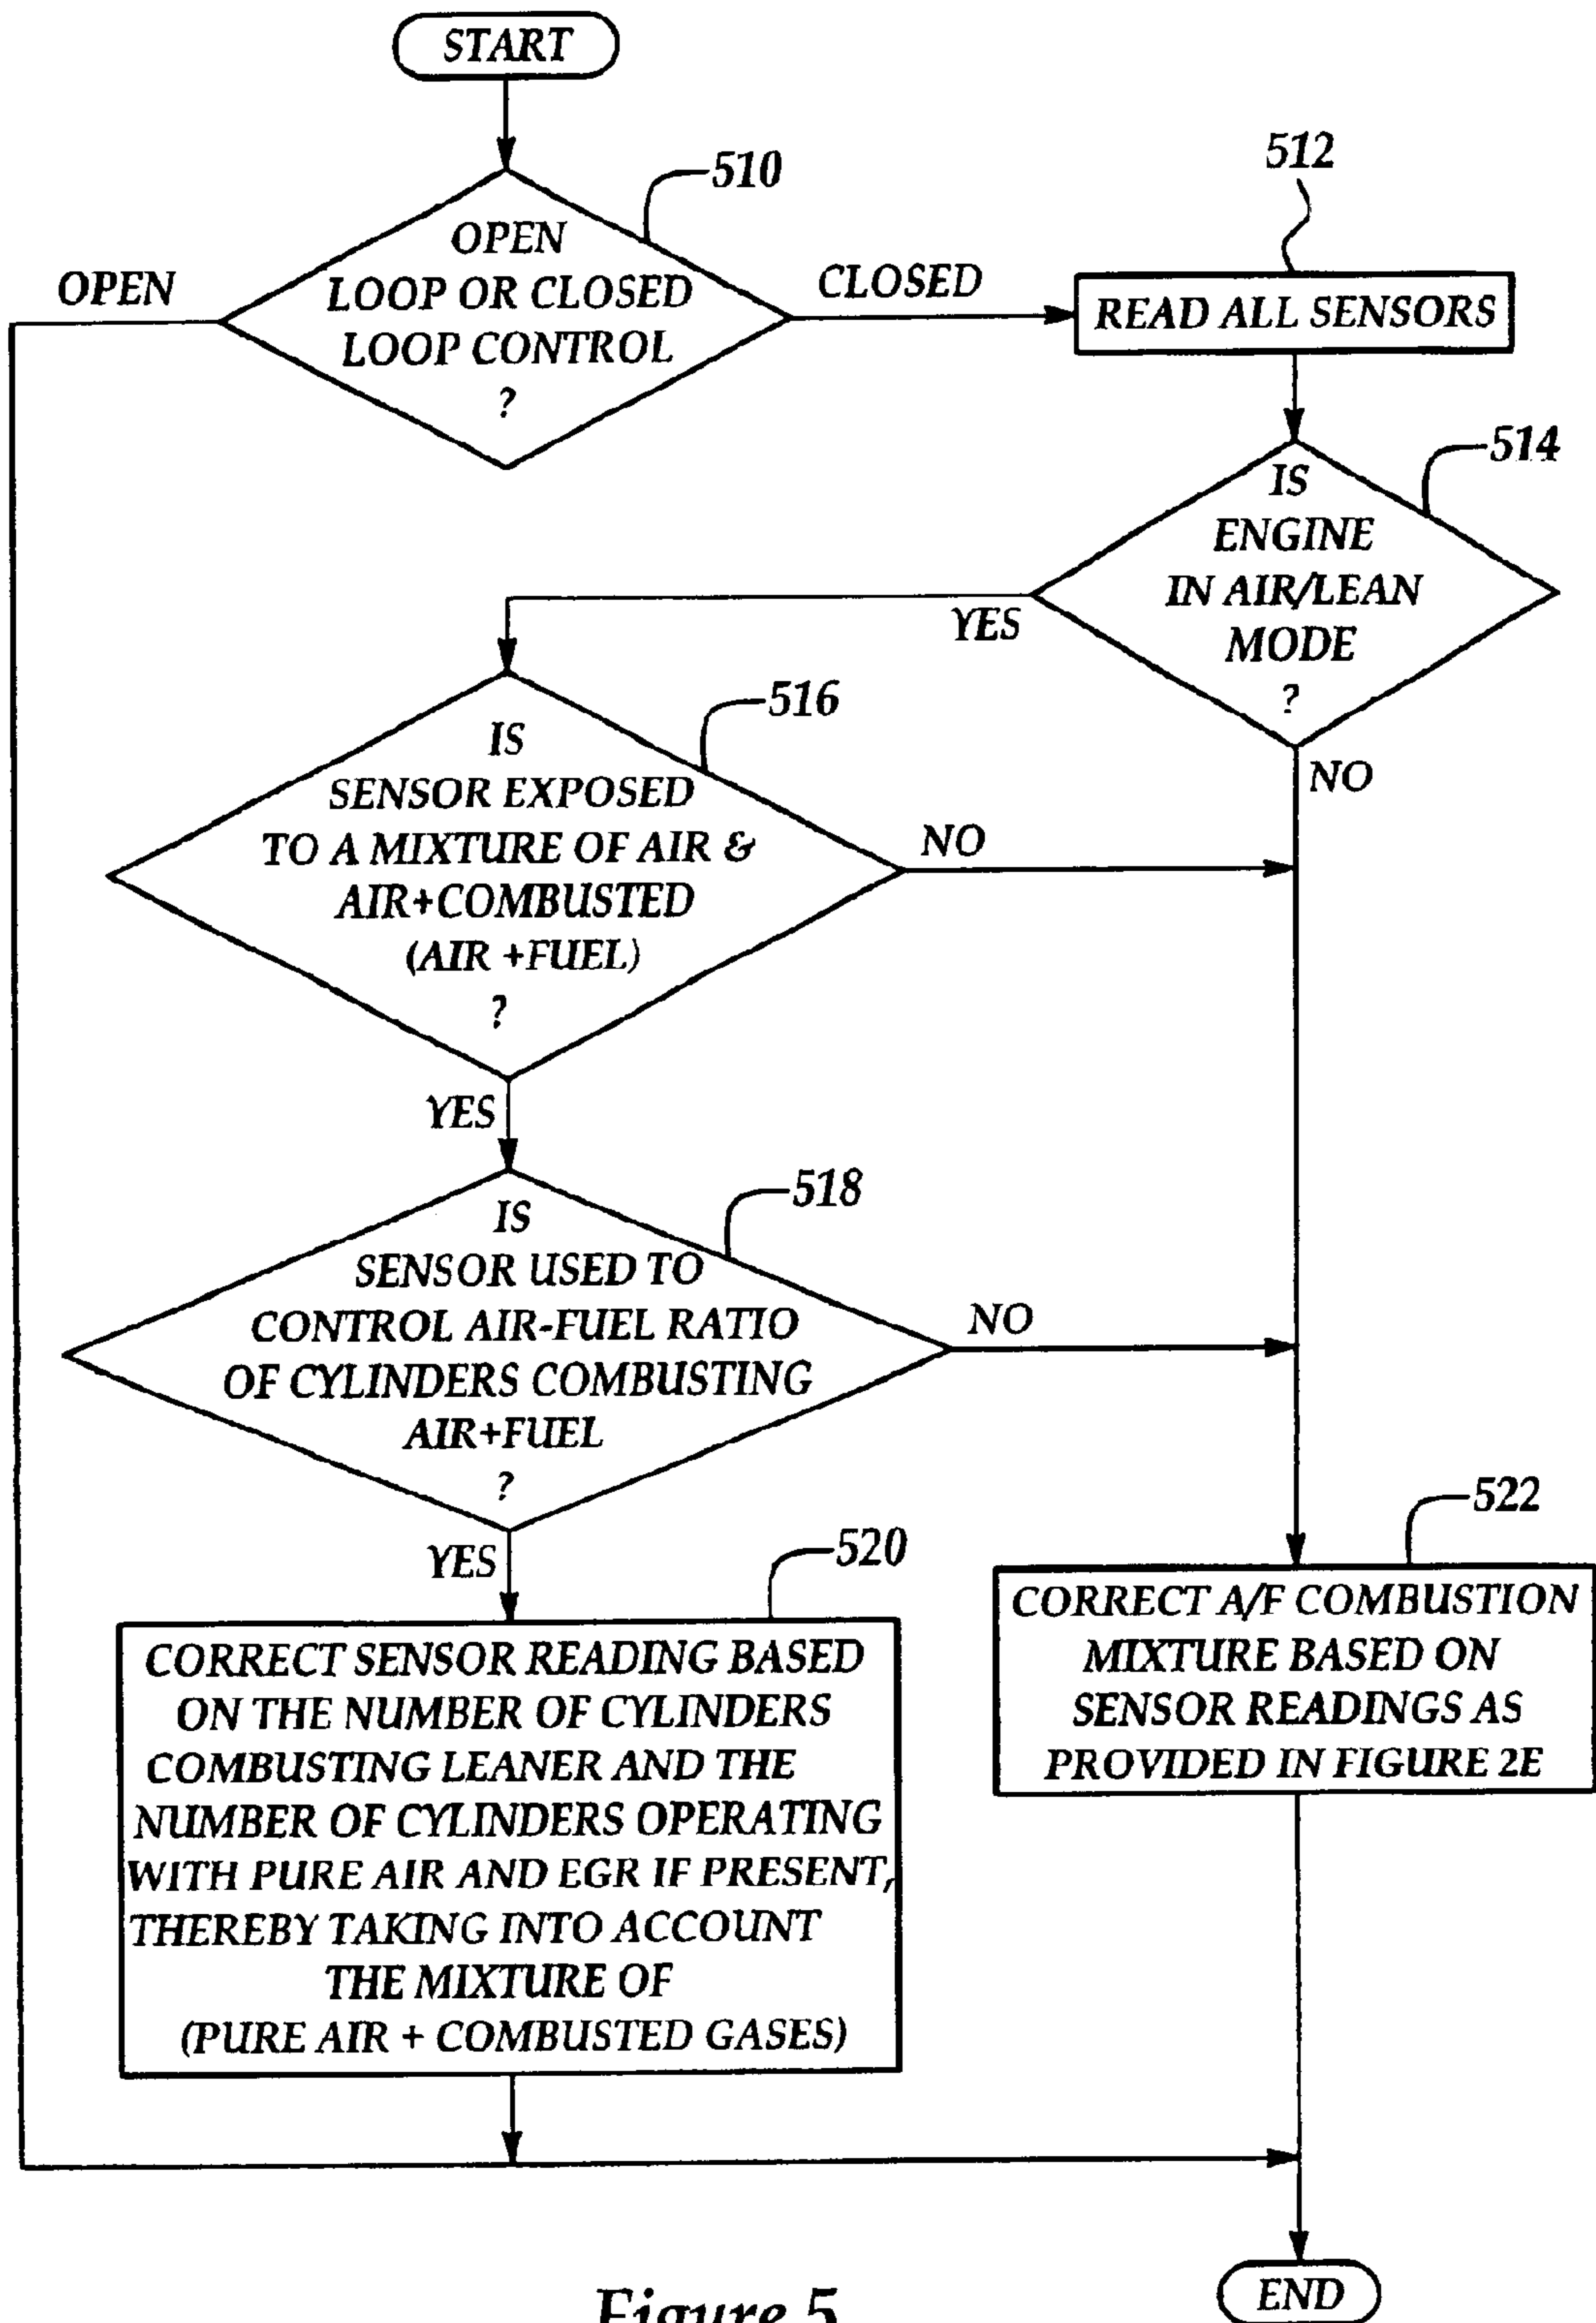 START
510
OPEN
LOOP OR CLOSED
LOOP CONTROL
?
OPEN
CLOSED
512
READ ALL SENSORS
514
IS
ENGINE
IN AIR/LEAN
MODE
?
YES
NO
516
IS
SENSOR EXPOSED
TO A MIXTURE OF AIR &
AIR+COMBUSTED
(AIR +FUEL)
?
NO
YES
518
IS
SENSOR USED TO
CONTROL AIR-FUEL RATIO
OF CYLINDERS COMBUSTING
AIR+FUEL
?
NO
YES
520
CORRECT SENSOR READING BASED
ON THE NUMBER OF CYLINDERS
COMBUSTING LEANER AND THE
NUMBER OF CYLINDERS OPERATING
WITH PURE AIR AND EGR IF PRESENT,
THEREBY TAKING INTO ACCOUNT
THE MIXTURE OF
(PURE AIR + COMBUSTED GASES)
522
CORRECT A/F COMBUSTION
MIXTURE BASED ON
SENSOR READINGS AS
PROVIDED IN FIGURE 2E
END
Figure 5